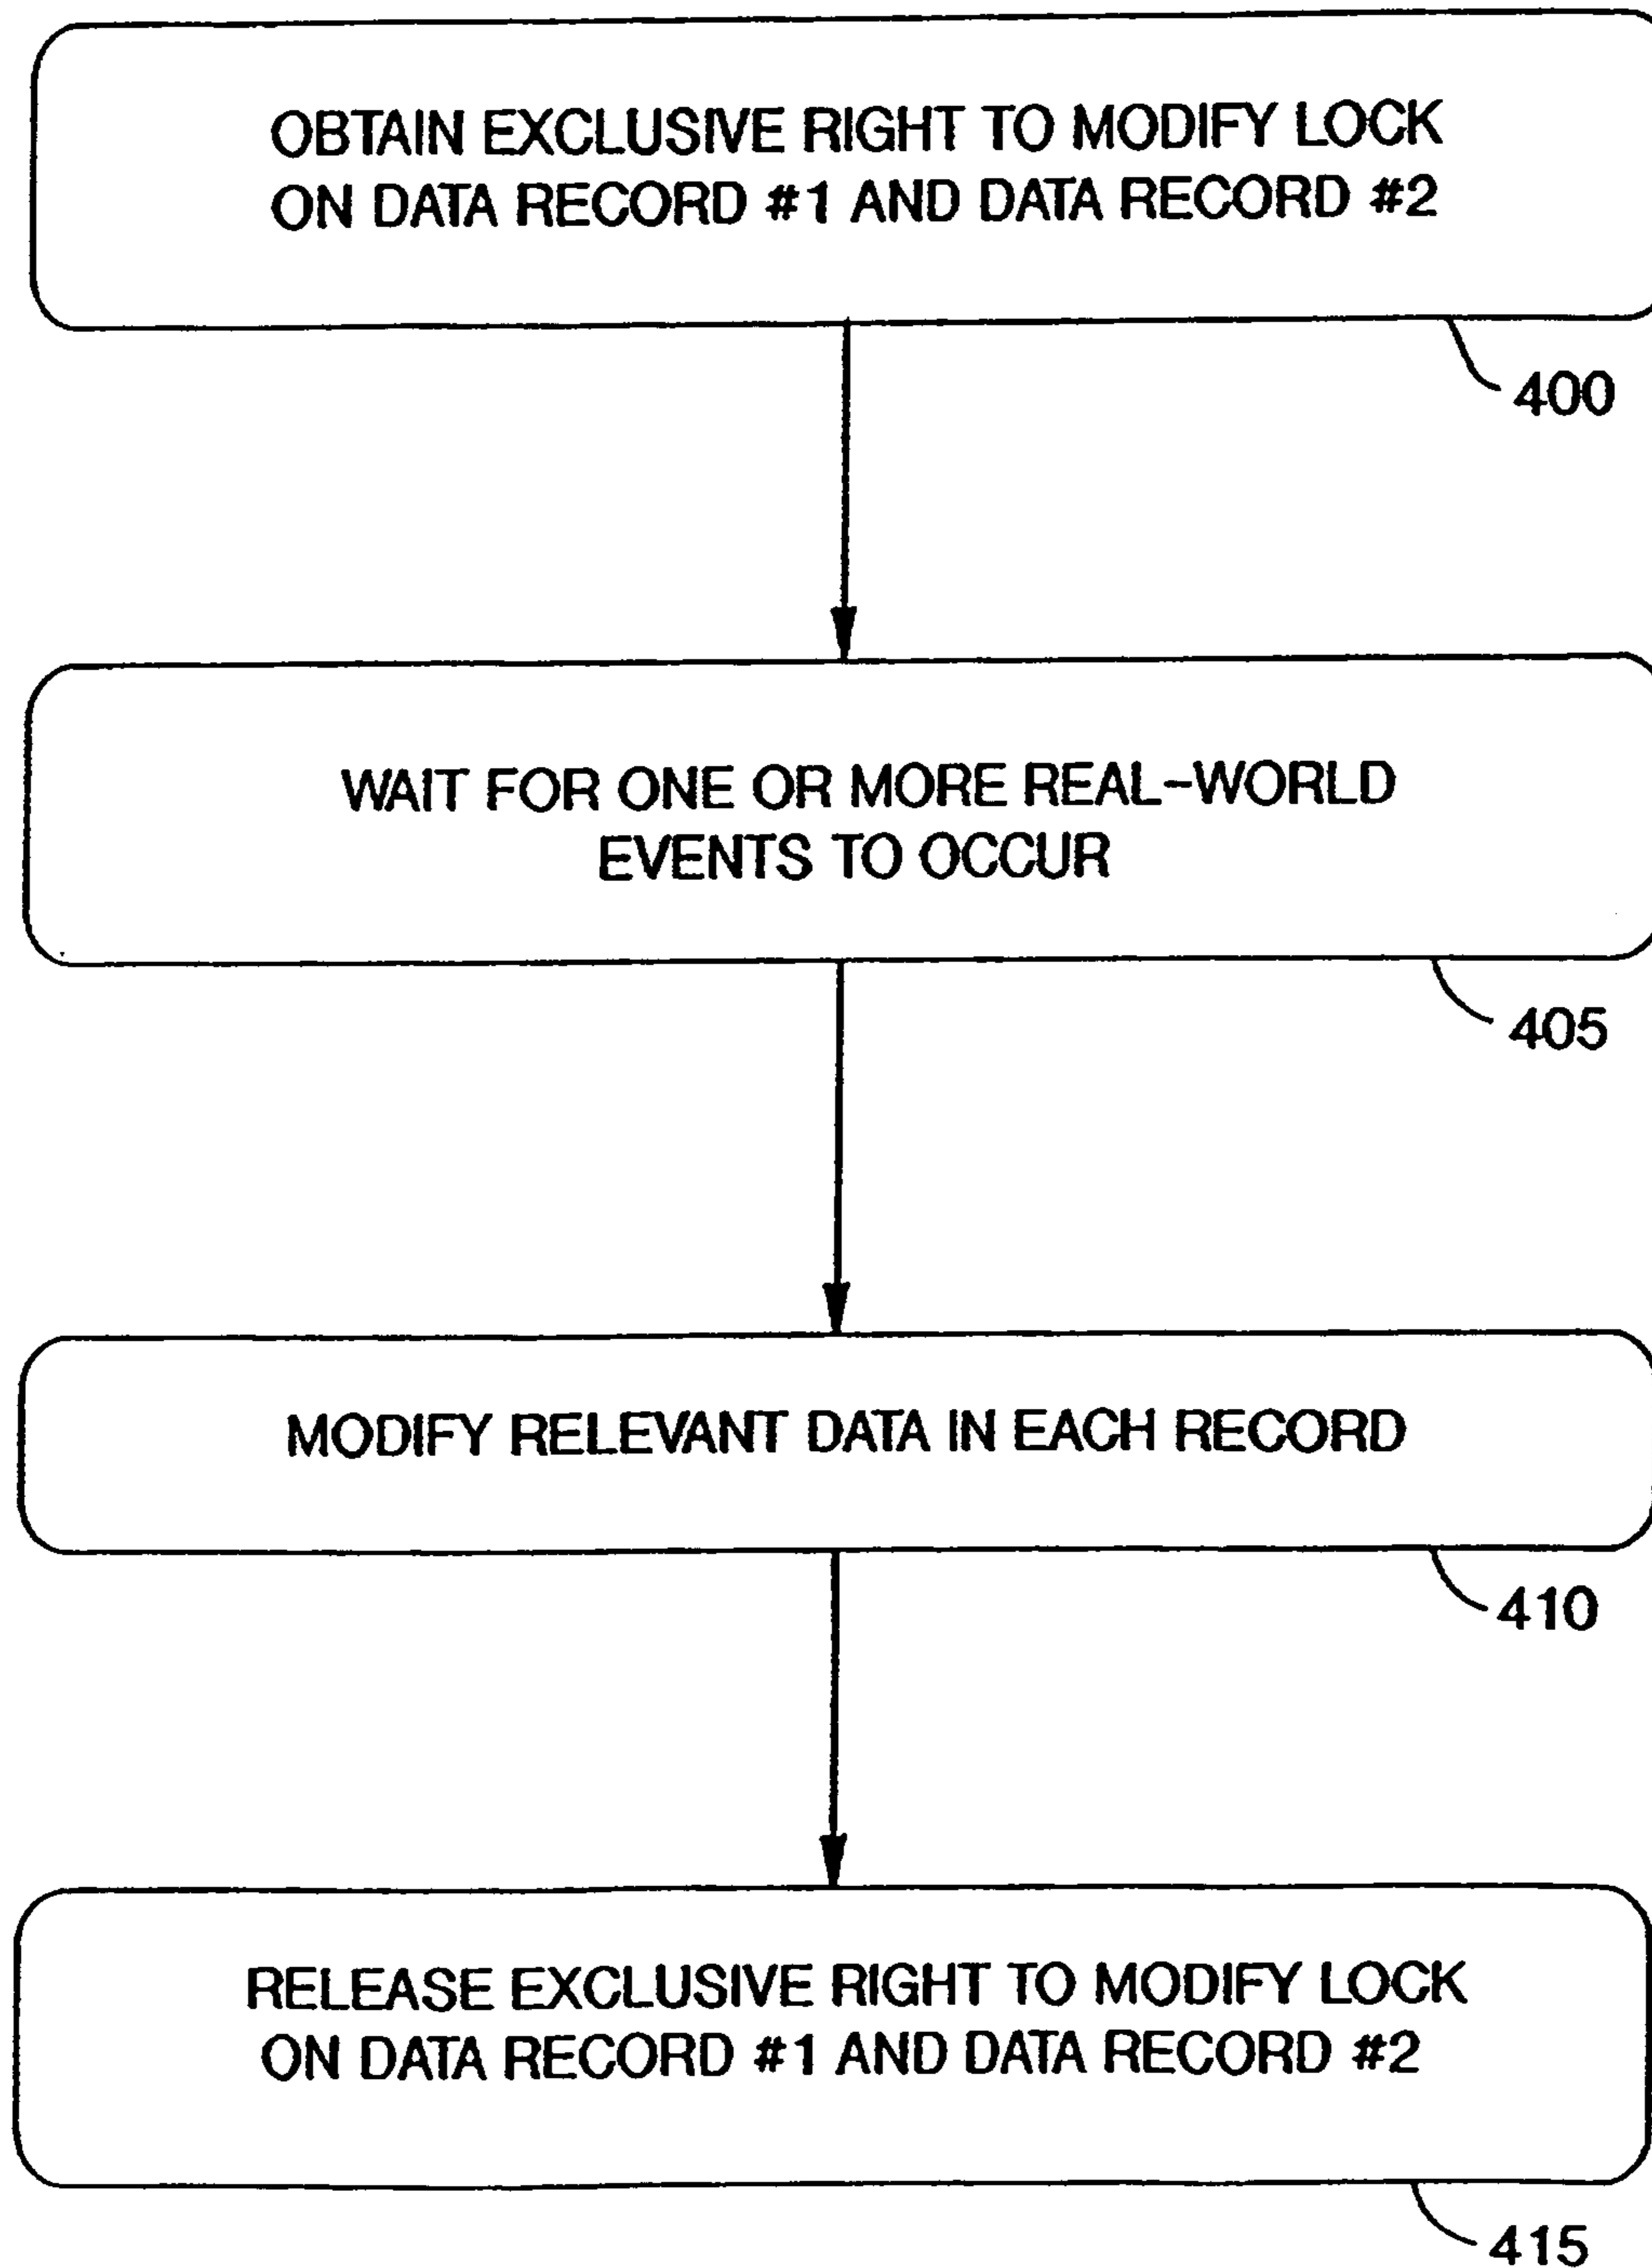 OBTAIN EXCLUSIVE RIGHT TO MODIFY LOCK
ON DATA RECORD #1 AND DATA RECORD #2
400
WAIT FOR ONE OR MORE REAL-WORLD
EVENTS TO OCCUR
405
MODIFY RELEVANT DATA IN EACH RECORD
410
RELEASE EXCLUSIVE RIGHT TO MODIFY LOCK
ON DATA RECORD #1 AND DATA RECORD #2
415